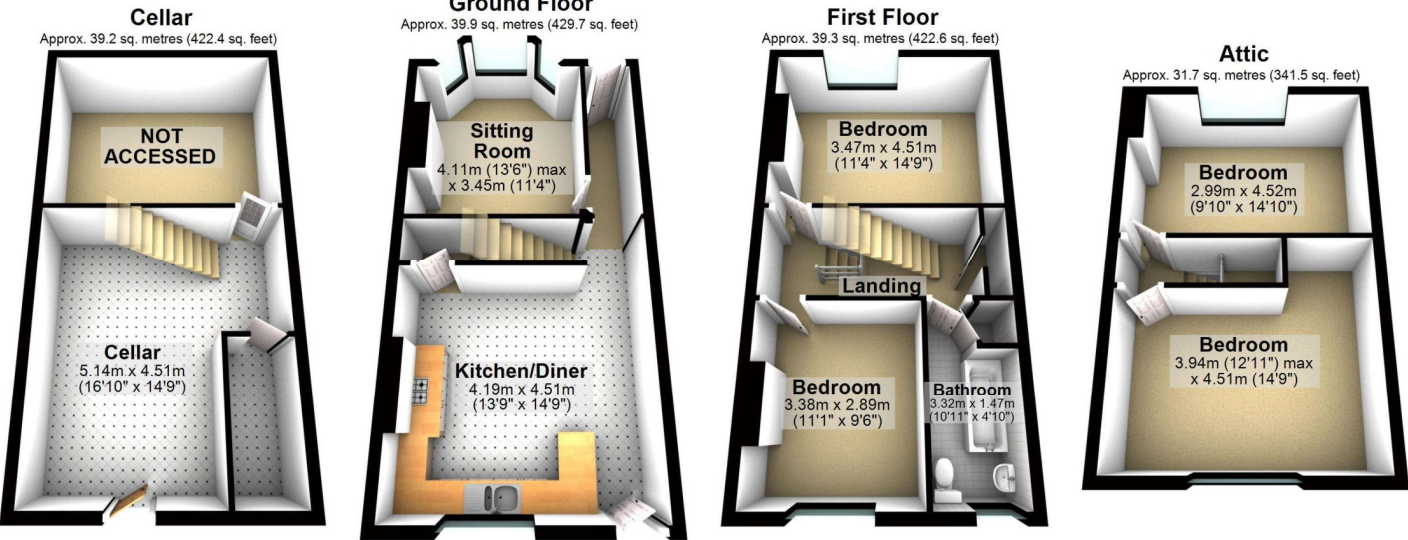 Cellar
Approx. 39.2 sq. metres (422.4 sq. feet)
NOT
ACCESSED
Cellar
5.14m x 4.51m
(16'10" x 14'9")
Ground Floor
Approx. 39.9 sq. metres (429.7 sq. feet)
Sitting
Room
4.11m (13'6") max
x 3.45m (11'4")
Kitchen/Diner
4.19m x 4.51m
(13'9" x 14'9")
First Floor
Approx. 39.3 sq. metres (422.6 sq. feet)
Bedroom
3.47m x 4.51m
(11'4" x 14'9")
Landing
Bedroom
3.38m x 2.89m
(11'1" x 9'6")
Bathroom
3.32m x 1.47m
(10'11" x 4'10")
Attic
Approx. 31.7 sq. metres (341.5 sq. feet)
Bedroom
2.99m x 4.52m
(9'10" x 14'10")
Bedroom
3.94m (12'11") max
x 4.51m (14'9")